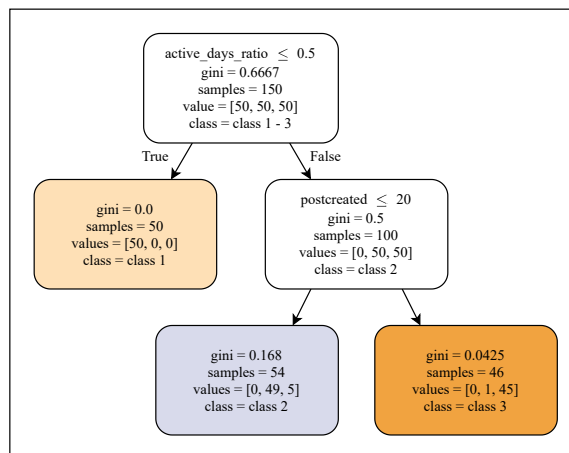 active_days_ratio ≤ 0.5
gini = 0.6667
samples = 150
value = [50, 50, 50]
class = class 1 - 3
True
False
gini = 0.0
samples = 50
values = [50, 0, 0]
class = class 1
postcreated ≤ 20
gini = 0.5
samples = 100
values = [0, 50, 50]
class = class 2
gini = 0.168
samples = 54
values = [0, 49, 5]
class = class 2
gini = 0.0425
samples = 46
values = [0, 1, 45]
class = class 3